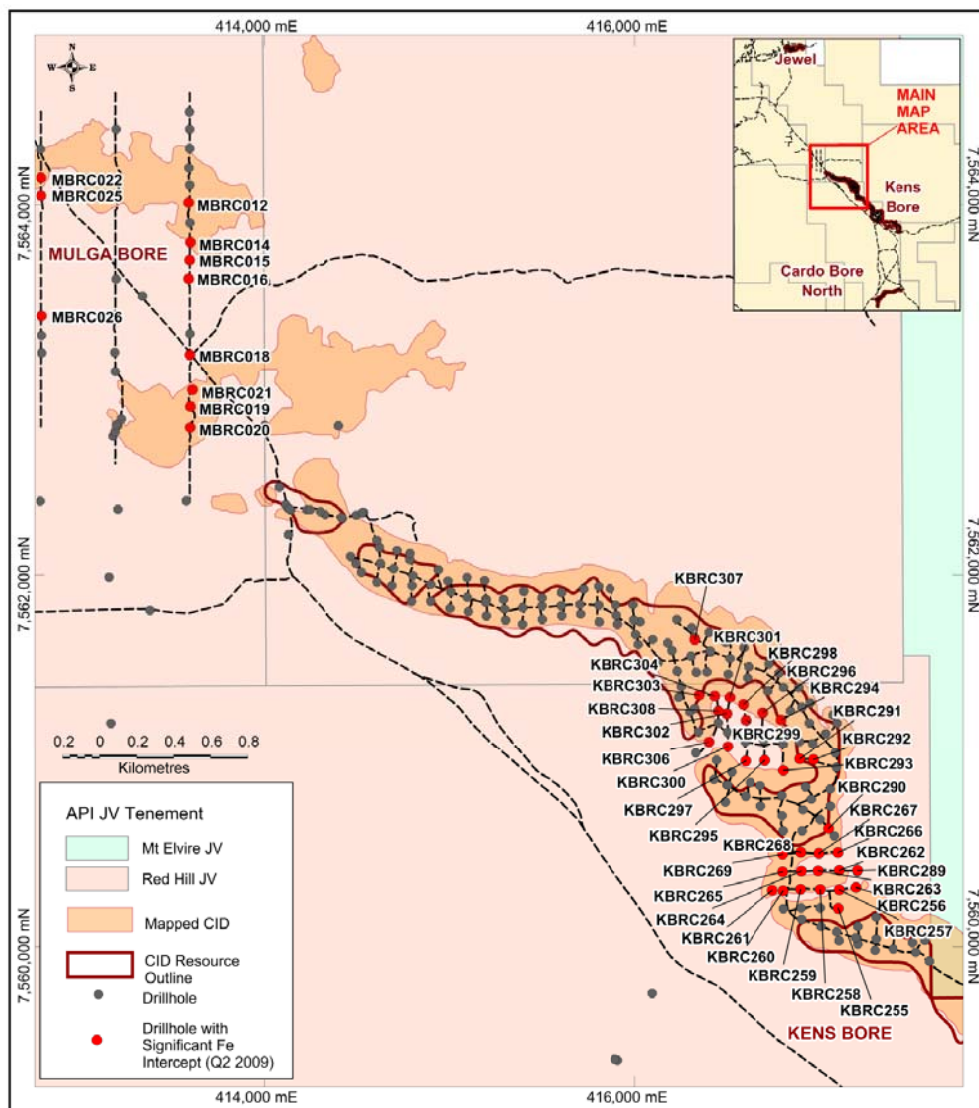 414,000 mE
416,000 mE
N
W E
S
Jewel
MAIN
MAP
AREA
Kens
Bore
Cardo Bore
North
7,564,000 mN
7,564,000 mN
MBRC022
MBRC025
MBRC012
MULGA BORE
MBRC014
MBRC015
MBRC016
MBRC026
MBRC018
MBRC021
MBRC019
MBRC020
7,562,000 mN
7,562,000 mN
KBRC307
KBRC301
KBRC298
KBRC304
KBRC296
KBRC303
KBRC294
KBRC308
KBRC291
KBRC302
KBRC299
KBRC292
KBRC306
KBRC293
KBRC300
KBRC290
KBRC297
KBRC267
KBRC295
KBRC266
KBRC268
KBRC262
KBRC269
KBRC289
KBRC265
KBRC263
KBRC264
KBRC256
KBRC261
KBRC257
KBRC260
KBRC259
KBRC258
KBRC255
KENS BORE
7,560,000 mN
7,560,000 mN
0.2 0 0.2 0.4 0.6 0.8
Kilometres
API JV Tenement
Mt Elvire JV
Red Hill JV
Mapped CID
CID Resource
Outline
Drillhole
Drillhole with
Significant Fe
Intercept (Q2 2009)
414,000 mE
416,000 mE